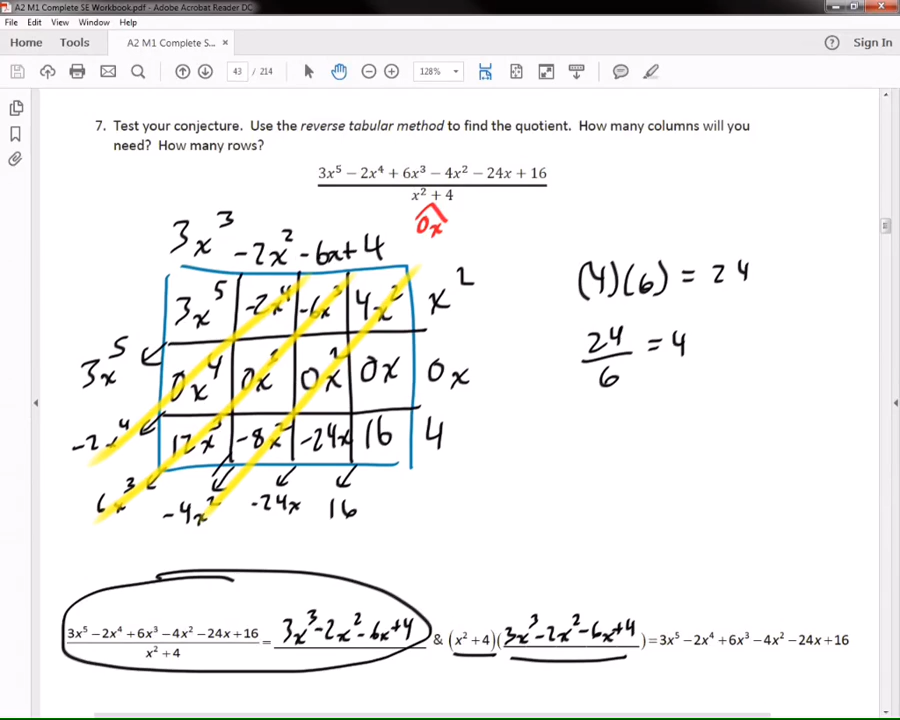 A2 M1 Complete SE Workbook.pdf - Adobe Acrobat Reader DC
File Edit View Window Help
Home Tools A2 M1 Complete S... × ? Sign In
43 / 214 128%
7. Test your conjecture. Use the reverse tabular method to find the quotient. How many columns will you
need? How many rows?
3x⁵ − 2x⁴ + 6x³ − 4x² − 24x + 16
x² + 4
0x
3x³ -2x² -6x+4
3x⁵ -2x⁴ -6x³ 4x² x²
(4)(6) = 24
24/6 = 4
3x⁵
0x⁴ 0x³ 0x² 0x 0x
-2x⁴
12x³ -8x² -24x 16 4
6x³ -4x² -24x 16
3x⁵ − 2x⁴ + 6x³ − 4x² − 24x + 16 / x² + 4 = 3x³-2x²-6x+4 & (x² + 4)(3x³-2x²-6x+4) = 3x⁵ − 2x⁴ + 6x³ − 4x² − 24x + 16